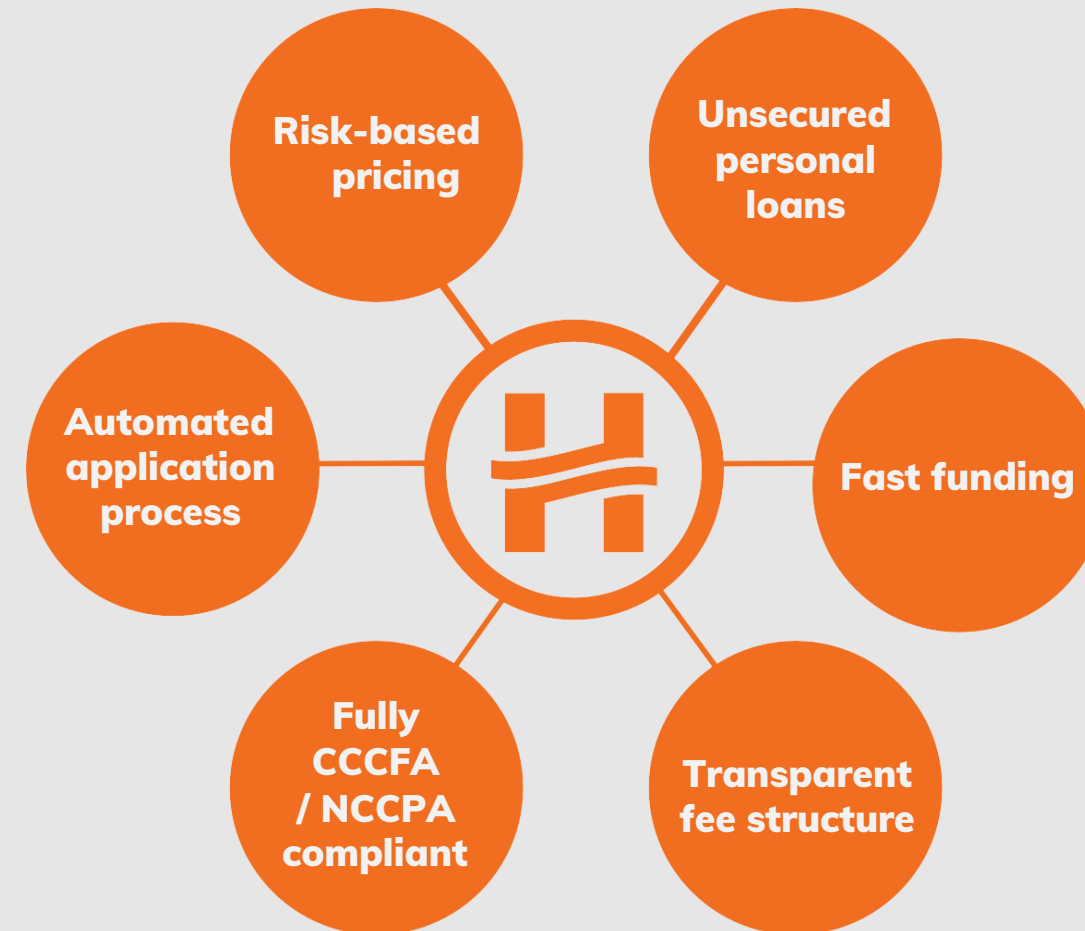 Risk-based
pricing
Unsecured
personal
loans
Automated
application
process
H
Fast funding
Fully
CCCFA
/ NCCPA
compliant
Transparent
fee structure